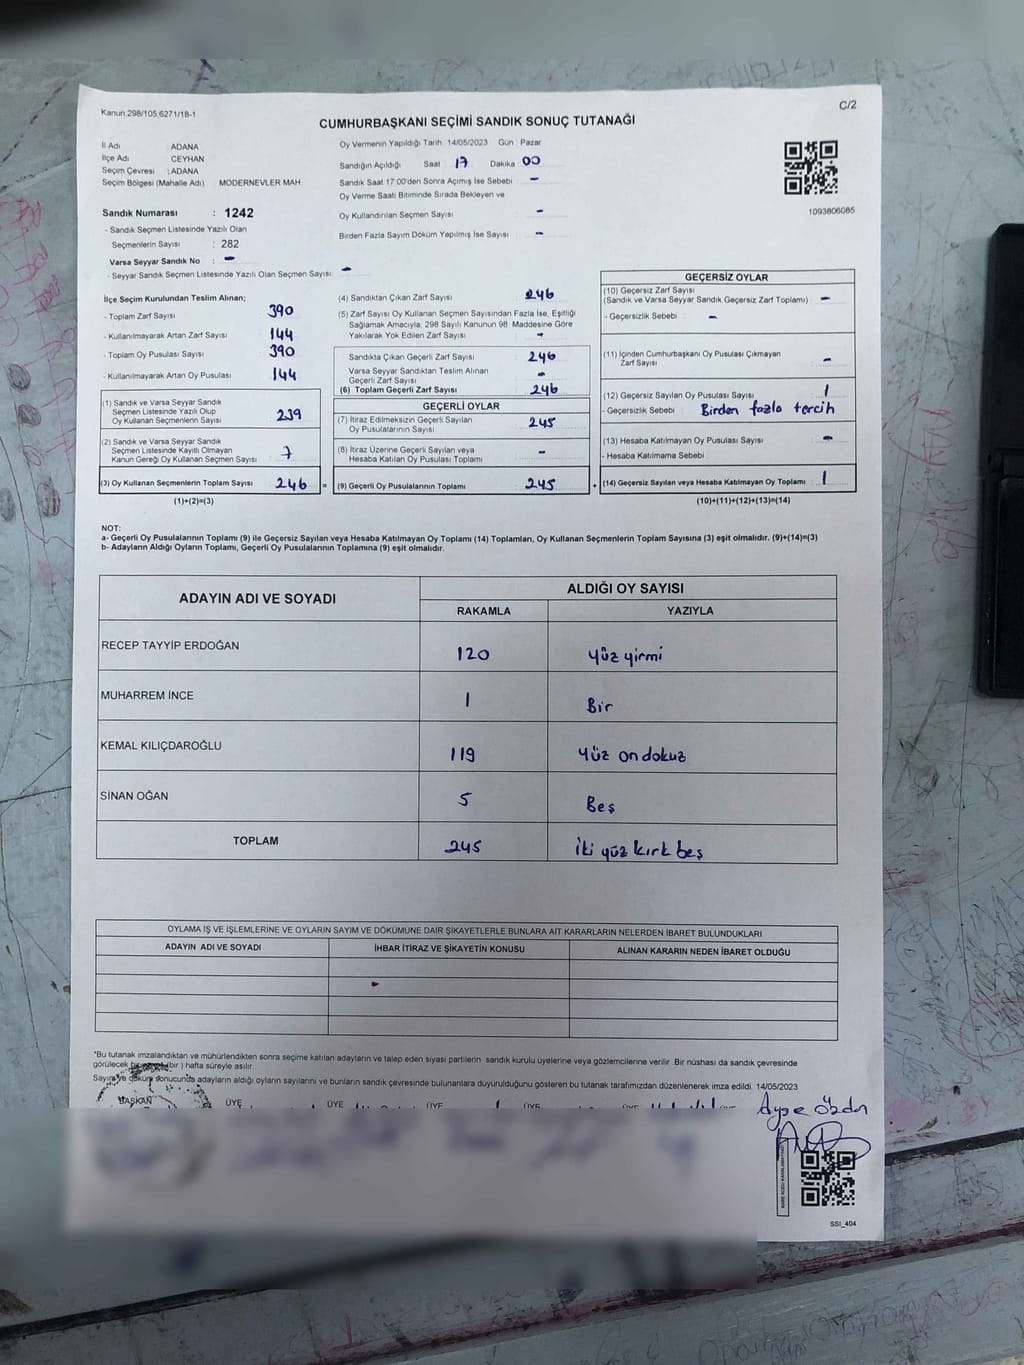 Kanun:298/105 6271/18-1
C/2
CUMHURBAŞKANI SEÇİMİ SANDIK SONUÇ TUTANAĞI
İl Adı ADANA
İlçe Adı CEYHAN
Seçim Çevresi : ADANA
Seçim Bölgesi (Mahalle Adı) MODERNEVLER MAH
Oy Vermenin Yapıldığı Tarih 14/05/2023 Gün Pazar
Sandığın Açıldığı Saat 17 Dakika 00
Sandık Saat 17:00'den Sonra Açımış İse Sebebi -
Oy Verme Saati Bitiminde Sırada Bekleyen ve
Oy Kullandırılan Seçmen Sayısı -
Birden Fazla Sayım Döküm Yapılmış İse Sayısı -
1093806085
Sandık Numarası : 1242
- Sandık Seçmen Listesinde Yazılı Olan
Seçmenlerin Sayısı : 282
Varsa Seyyar Sandık No : -
- Seyyar Sandık Seçmen Listesinde Yazılı Olan Seçmen Sayısı -
İlçe Seçim Kurulundan Teslim Alınan;
- Toplam Zarf Sayısı 390
- Kullanılmayarak Artan Zarf Sayısı 144
- Toplam Oy Pusulası Sayısı 390
- Kullanılmayarak Artan Oy Pusulası 144
(1) Sandık ve Varsa Seyyar Sandık
Seçmen Listesinde Yazılı Olup
Oy Kullanan Seçmenlerin Sayısı 239
(2) Sandık ve Varsa Seyyar Sandık
Seçmen Listesinde Kayıtlı Olmayan
Kanun Gereği Oy Kullanan Seçmen Sayısı 7
(3) Oy Kullanan Seçmenlerin Toplam Sayısı 246 =
(1)+(2)=(3)
(4) Sandıktan Çıkan Zarf Sayısı 246
(5) Zarf Sayısı Oy Kullanan Seçmen Sayısından Fazla İse, Eşitliği
Sağlamak Amacıyla, 298 Sayılı Kanunun 98. Maddesine Göre
Yakılarak Yok Edilen Zarf Sayısı -
Sandıkta Çıkan Geçerli Zarf Sayısı 246
Varsa Seyyar Sandıktan Teslim Alınan
Geçerli Zarf Sayısı -
(6) Toplam Geçerli Zarf Sayısı 246
GEÇERLİ OYLAR
(7) İtiraz Edilmeksizin Geçerli Sayılan
Oy Pusulalarının Sayısı 245
(8) İtiraz Üzerine Geçerli Sayılan veya
Hesaba Katılan Oy Pusulası Toplamı -
(9) Geçerli Oy Pusulalarının Toplamı 245 +
GEÇERSİZ OYLAR
(10) Geçersiz Zarf Sayısı
(Sandık ve Varsa Seyyar Sandık Geçersiz Zarf Toplamı) -
- Geçersizlik Sebebi -
(11) İçinden Cumhurbaşkanı Oy Pusulası Çıkmayan
Zarf Sayısı -
(12) Geçersiz Sayılan Oy Pusulası Sayısı 1
- Geçersizlik Sebebi Birden fazla tercih
(13) Hesaba Katılmayan Oy Pusulası Sayısı -
- Hesaba Katılmama Sebebi
(14) Geçersiz Sayılan veya Hesaba Katılmayan Oy Toplamı 1
(10)+(11)+(12)+(13)=(14)
NOT:
a- Geçerli Oy Pusulalarının Toplamı (9) ile Geçersiz Sayılan veya Hesaba Katılmayan Oy Toplamı (14) Toplamları, Oy Kullanan Seçmenlerin Toplam Sayısına (3) eşit olmalıdır. (9)+(14)=(3)
b- Adayların Aldığı Oyların Toplamı, Geçerli Oy Pusulalarının Toplamına (9) eşit olmalıdır.
ADAYIN ADI VE SOYADI
ALDIĞI OY SAYISI
RAKAMLA YAZIYLA
RECEP TAYYİP ERDOĞAN 120 yüz yirmi
MUHARREM İNCE 1 Bir
KEMAL KILIÇDAROĞLU 119 yüz on dokuz
SİNAN OĞAN 5 Beş
TOPLAM 245 iki yüz kırk beş
OYLAMA İŞ VE İŞLEMLERİNE VE OYLARIN SAYIM VE DÖKÜMÜNE DAİR ŞİKAYETLERLE BUNLARA AİT KARARLARIN NELERDEN İBARET BULUNDUKLARI
ADAYIN ADI VE SOYADI İHBAR İTİRAZ VE ŞİKAYETİN KONUSU ALINAN KARARIN NEDEN İBARET OLDUĞU
*Bu tutanak imzalandıktan ve mühürlendikten sonra seçime katılan adayların ve talep eden siyasi partilerin sandık kurulu üyelerine veya gözlemcilerine verilir. Bir nüshası da sandık çevresinde
görülecek bir (bir ) hafta süreyle asılır
Sayım ve döküm sonucunda adayların aldığı oyların sayılarını ve bunların sandık çevresinde bulunanlara duyurulduğunu gösteren bu tutanak tarafımızdan düzenlenerek imza edildi. 14/05/2023
BAŞKAN ÜYE ÜYE ÜYE ÜYE ÜYE ÜYE
Ayşe
SSI_404